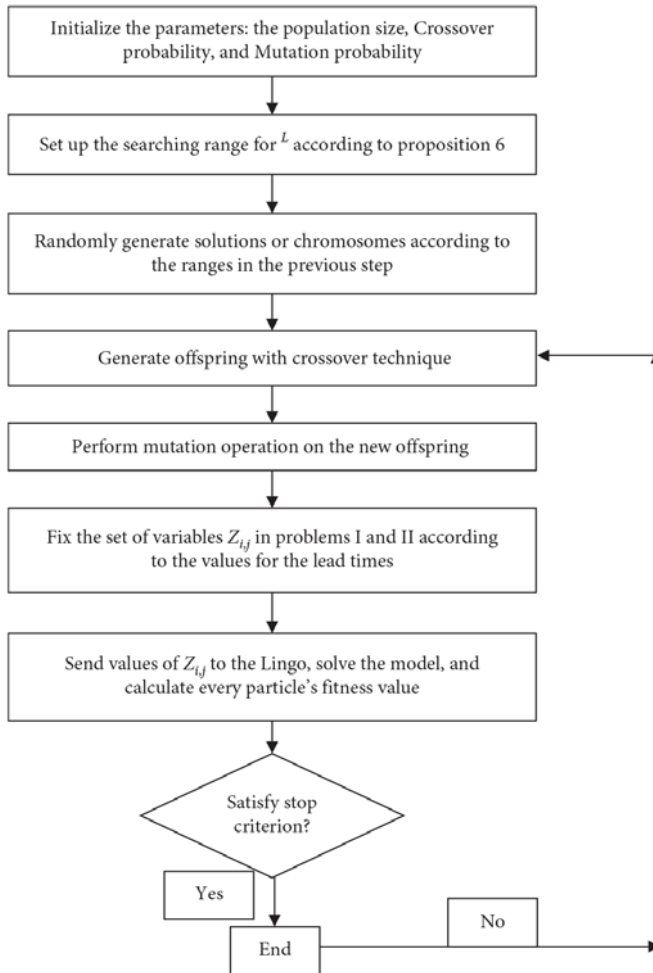 Initialize the parameters: the population size, Crossover
probability, and Mutation probability
Set up the searching range for L according to proposition 6
Randomly generate solutions or chromosomes according to
the ranges in the previous step
Generate offspring with crossover technique
Perform mutation operation on the new offspring
Fix the set of variables Z_{i,j} in problems I and II according
to the values for the lead times
Send values of Z_{i,j} to the Lingo, solve the model, and
calculate every particle's fitness value
Satisfy stop
criterion?
Yes
No
End